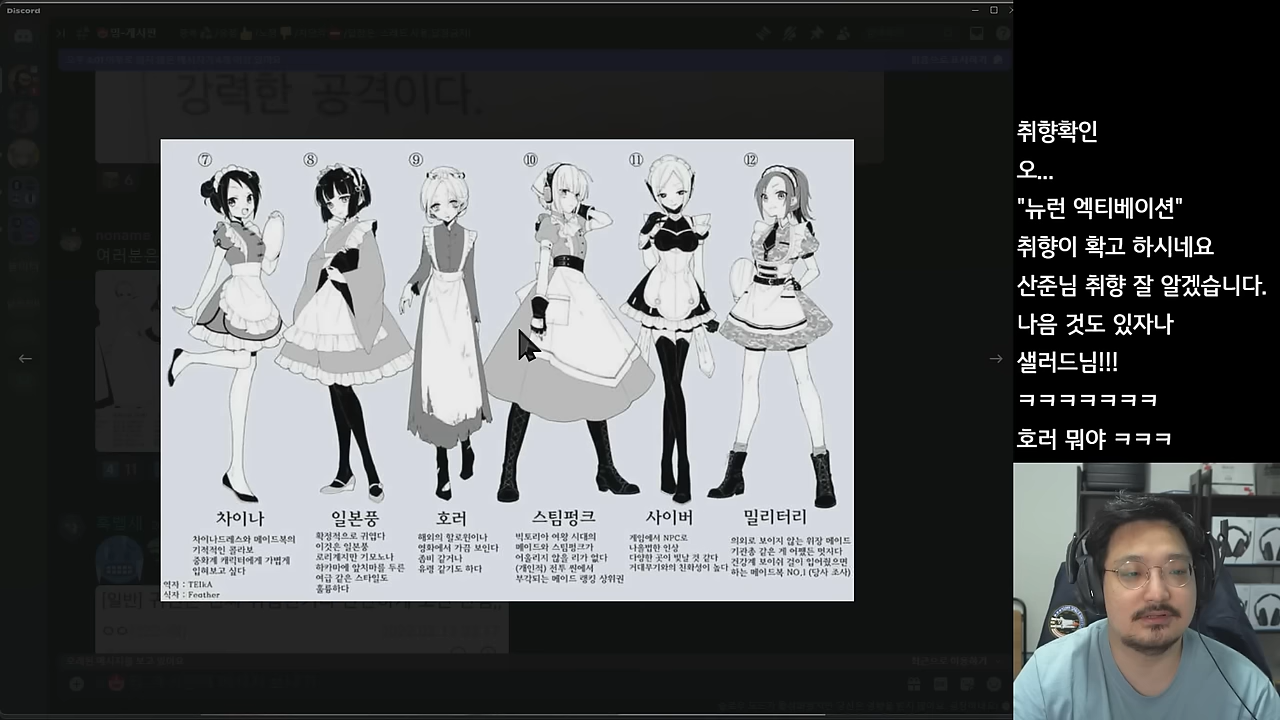 Discord
강력한 공격이다.
noname
여러분은
⑦ ⑧ ⑨ ⑩ ⑪ ⑫
차이나
차이나드레스와 메이드복의
기적적인 콜라보
중화계 캐릭터에게 가볍게
입혀보고 싶다
일본풍
확정적으로 귀엽다
이것은 일본풍
오리지널만 기모노나
하카마에 앞치마를 두른
여급 같은 스타일도
훌륭하다
호러
해외의 할로윈이나
영화에서 가끔 보인다
좀비 같거나
유령 같기도 하다
스팀펑크
빅토리아 여왕 시대의
메이드와 스팀펑크가
어울리지 않을 리가 없다
(개인적) 전투 씬에서
부각되는 메이드 랭킹 상위권
사이버
게임에서 NPC로
나올법한 인상
다양한 곳이 빛날 것 같다
거대무기와의 친화성이 높다
밀리터리
의외로 보이지 않는 위장 메이드
기관총 같은 게 어쨌든 멋지다
건강계 보이쉬 걸이 입어줬으면
하는 메이드복 NO.1 (당사 조사)
역자 : TEIkA
식자 : Feather
취향확인
오...
"뉴런 엑티베이션"
취향이 확고 하시네요
산준님 취향 잘 알겠습니다.
나음 것도 있자나
샐러드님!!!
ㅋㅋㅋㅋㅋㅋㅋ
호러 뭐야 ㅋㅋㅋ